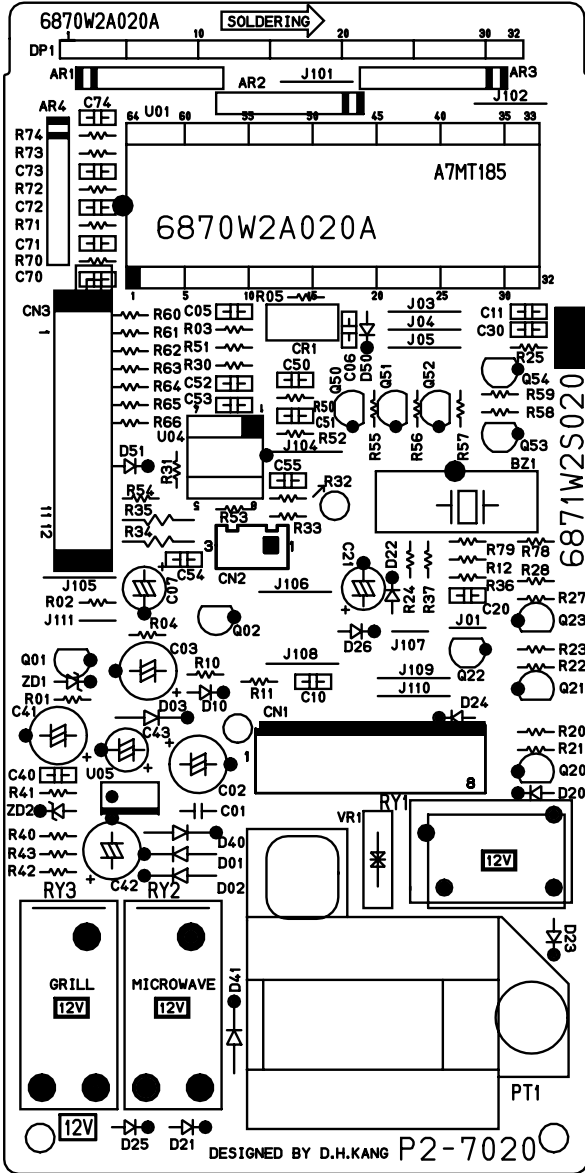 6870W2A020A SOLDERING
DP1 1 10 20 30 32
AR1 AR2 J101 AR3
J102
AR4 C74 U01
64 60 55 50 45 40 35 33
R74
R73
C73
R72
C72
R71
C71
R70
C70
A7MT185
6870W2A020A
1 5 10 15 20 25 30 32
CN3
1
11 12
R60 C05 R05 J03 C11
R61 R03 J04 C30
R62 R51 CR1 C06 D50 J05 R25
R63 R30 C50 Q50 Q51 Q52 Q54
R64 C52 R59
R65 C53 R50 R58
R66 C51
U04 R52 R55 R56 R57 Q53
7 1
5 8
D51 R31 J104 BZ1
R54 C55 R32
R35 R53 R33
R34 3 1
C54 CN2 C21 D22 R79 R78
R12 R28
J105 C07 J106 R24 R37 R36 R27
R02 C20
J111 R04 Q02 D26 J107 J01 Q23
Q01 C03 R10 J108 Q22 R23
ZD1 R22
R01 D10 R11 C10 J109 Q21
C41 D03 J110
C43 CN1 D24 R20
1 8 R21
C40 U05 C02 Q20
R41 D20
ZD2 C01 VR1 RY1
R40 D40
R43 D01 12V
R42 C42 D02
RY3 RY2
D23
GRILL MICROWAVE D41
12V 12V
PT1
12V
D25 D21
DESIGNED BY D.H.KANG P2-7020
6871W2S020